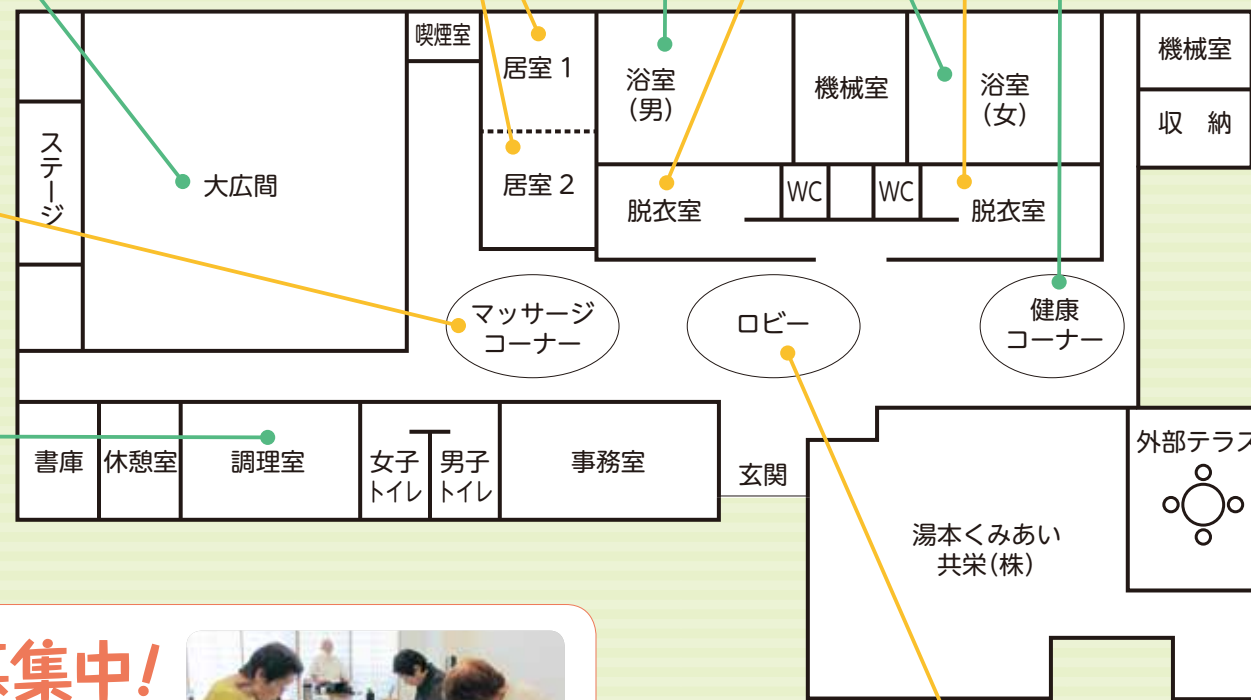 喫煙室
居室 1
浴室
(男)
機械室
浴室
(女)
機械室
収　納
ステージ
大広間
居室 2
脱衣室
WC
WC
脱衣室
マッサージ
コーナー
ロビー
健康
コーナー
書庫
休憩室
調理室
女子
トイレ
男子
トイレ
事務室
玄関
外部テラス
湯本くみあい
共栄(株)
集中!